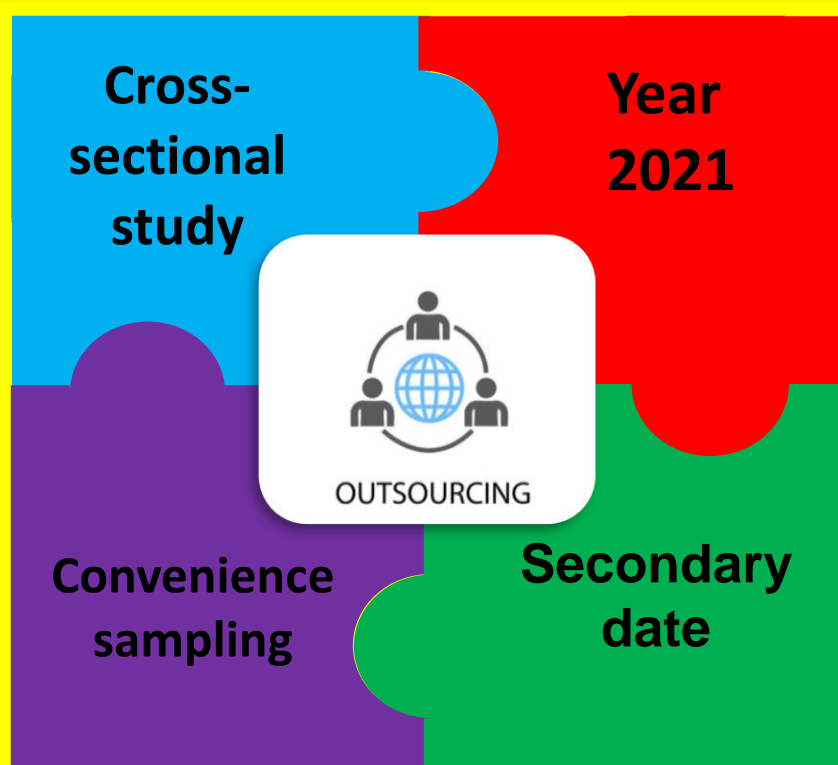 Cross-
sectional
study
Year
2021
OUTSOURCING
Convenience
sampling
Secondary
date